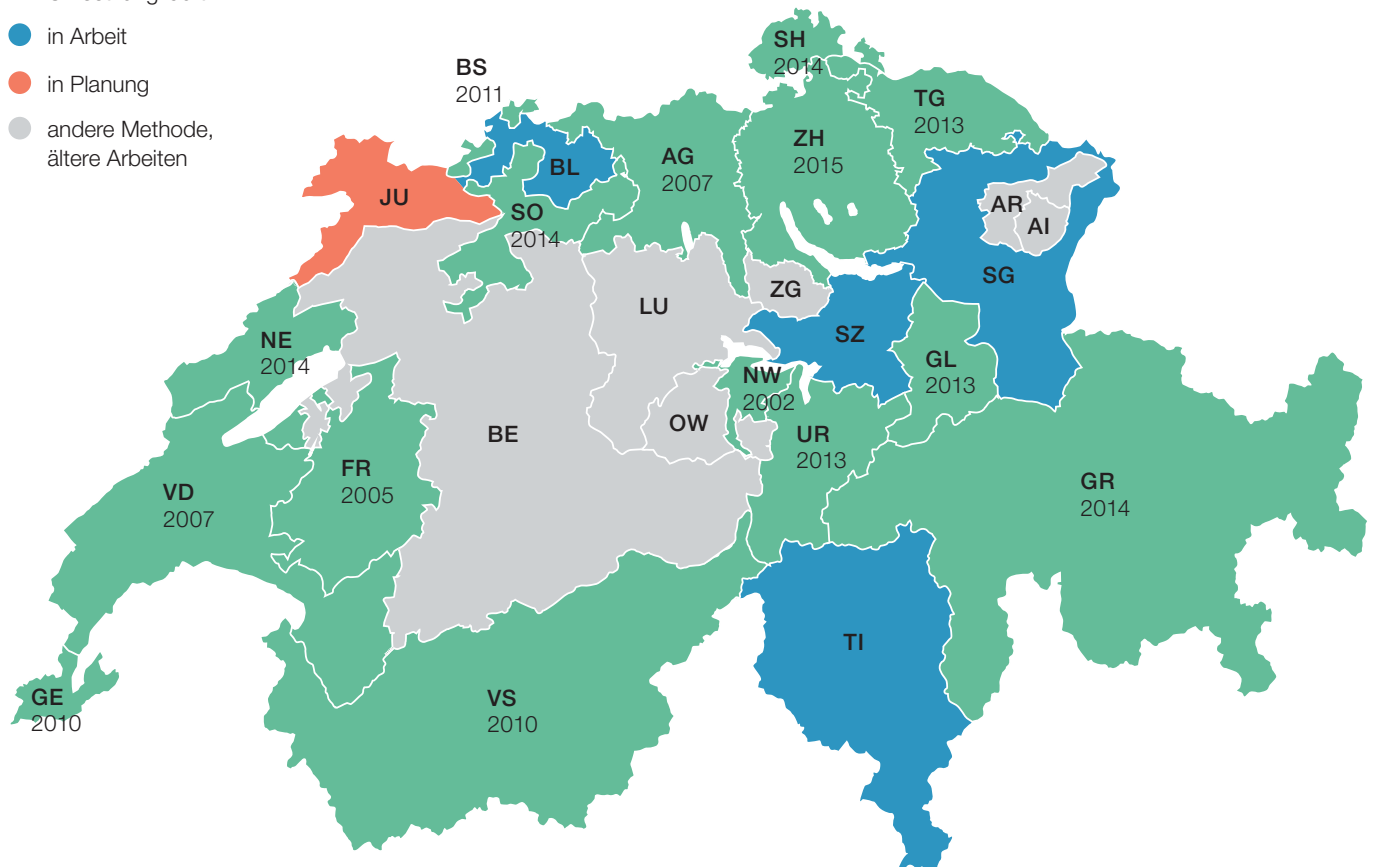 in Arbeit
in Planung
andere Methode,
ältere Arbeiten
SH
2014
BS
2011
TG
2013
ZH
2015
AG
2007
BL
JU
SO
2014
AR
AI
SG
ZG
LU
SZ
NE
2014
GL
2013
NW
2002
OW
BE
UR
2013
FR
2005
VD
2007
GR
2014
TI
GE
2010
VS
2010